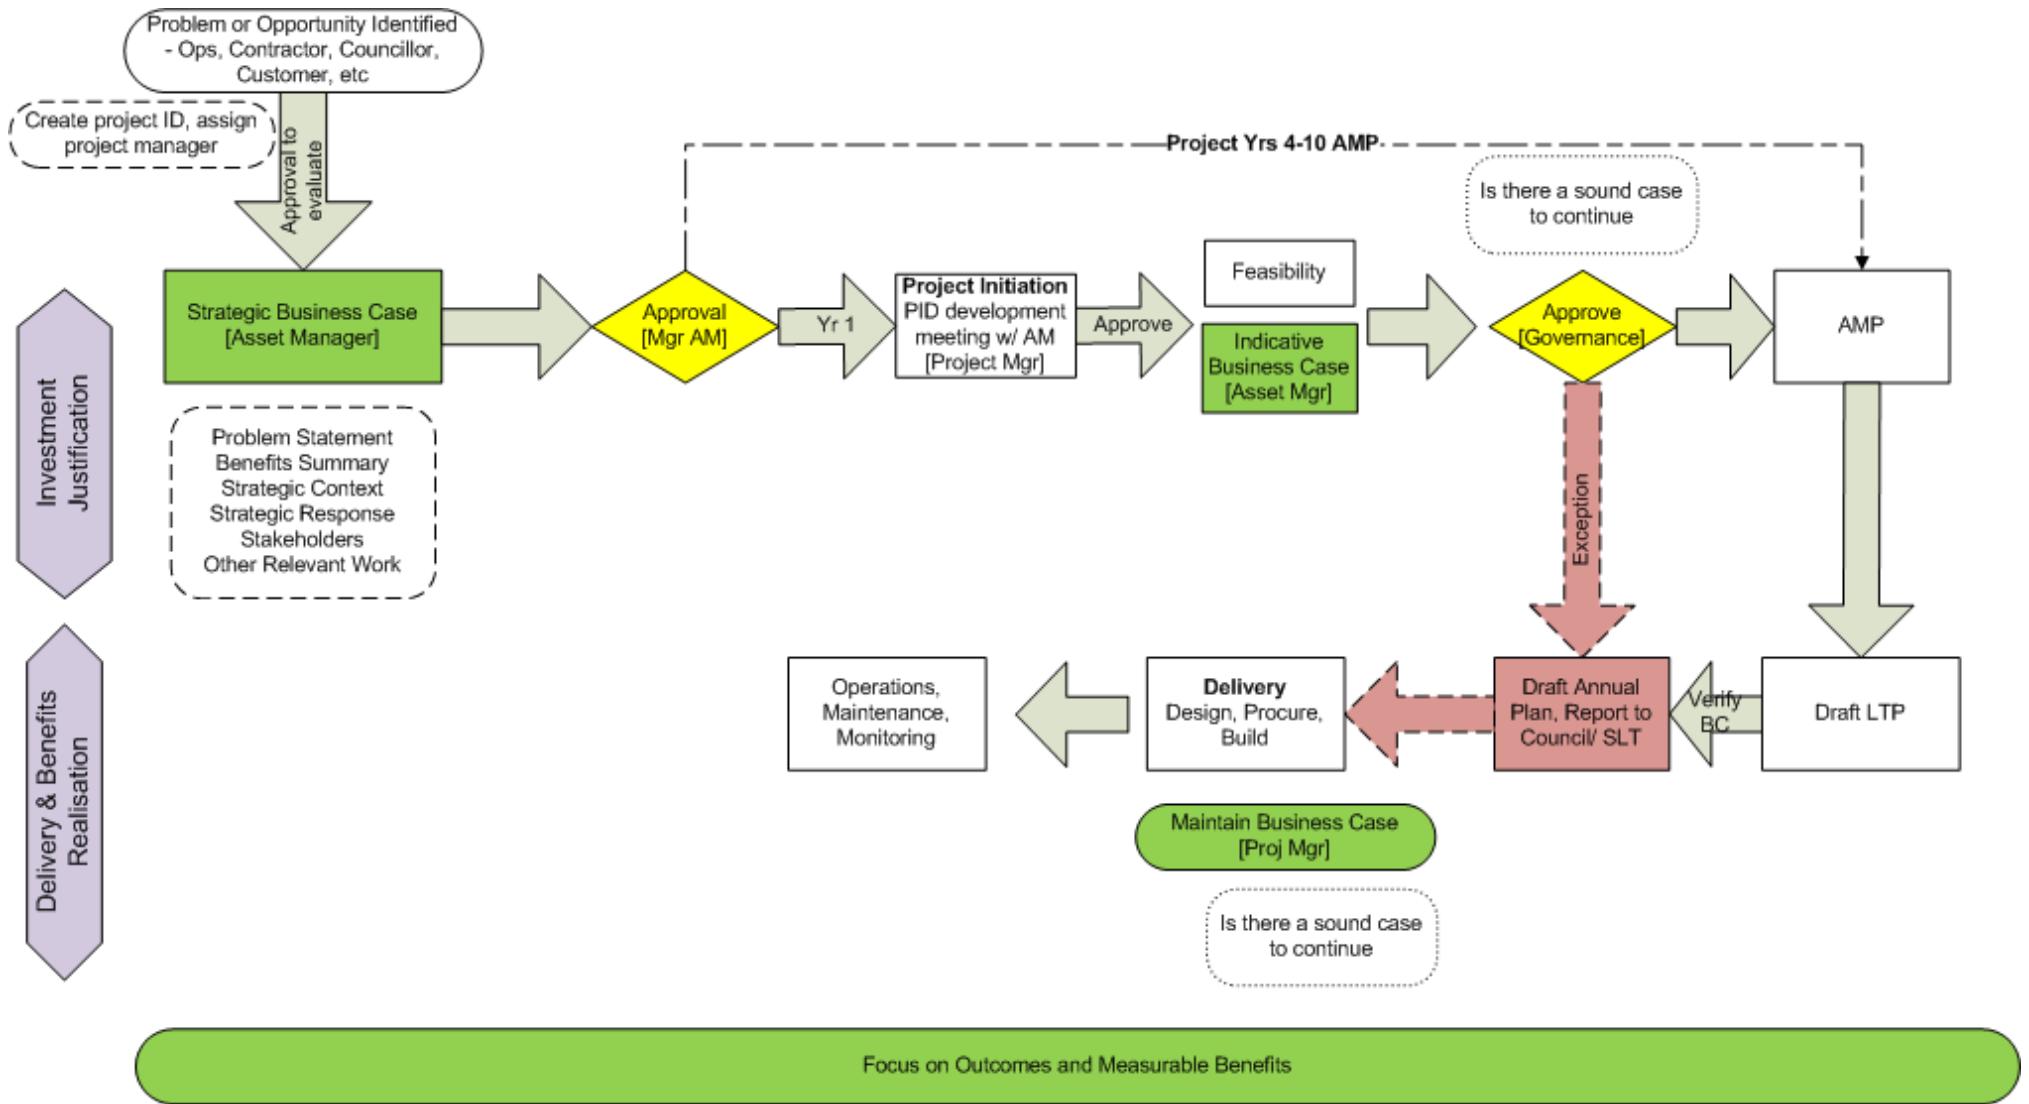 Problem or Opportunity Identified
- Ops, Contractor, Councillor,
Customer, etc
Create project ID, assign
project manager
Approval to
evaluate
Project Yrs 4-10 AMP
Is there a sound case
to continue
Investment
Justification
Strategic Business Case
[Asset Manager]
Approval
[Mgr AM]
Yr 1
Project Initiation
PID development
meeting w/ AM
[Project Mgr]
Approve
Feasibility
Indicative
Business Case
[Asset Mgr]
Approve
[Governance]
AMP
Problem Statement
Benefits Summary
Strategic Context
Strategic Response
Stakeholders
Other Relevant Work
Exception
Delivery & Benefits
Realisation
Operations,
Maintenance,
Monitoring
Delivery
Design, Procure,
Build
Draft Annual
Plan, Report to
Council/ SLT
Verify
BC
Draft LTP
Maintain Business Case
[Proj Mgr]
Is there a sound case
to continue
Focus on Outcomes and Measurable Benefits